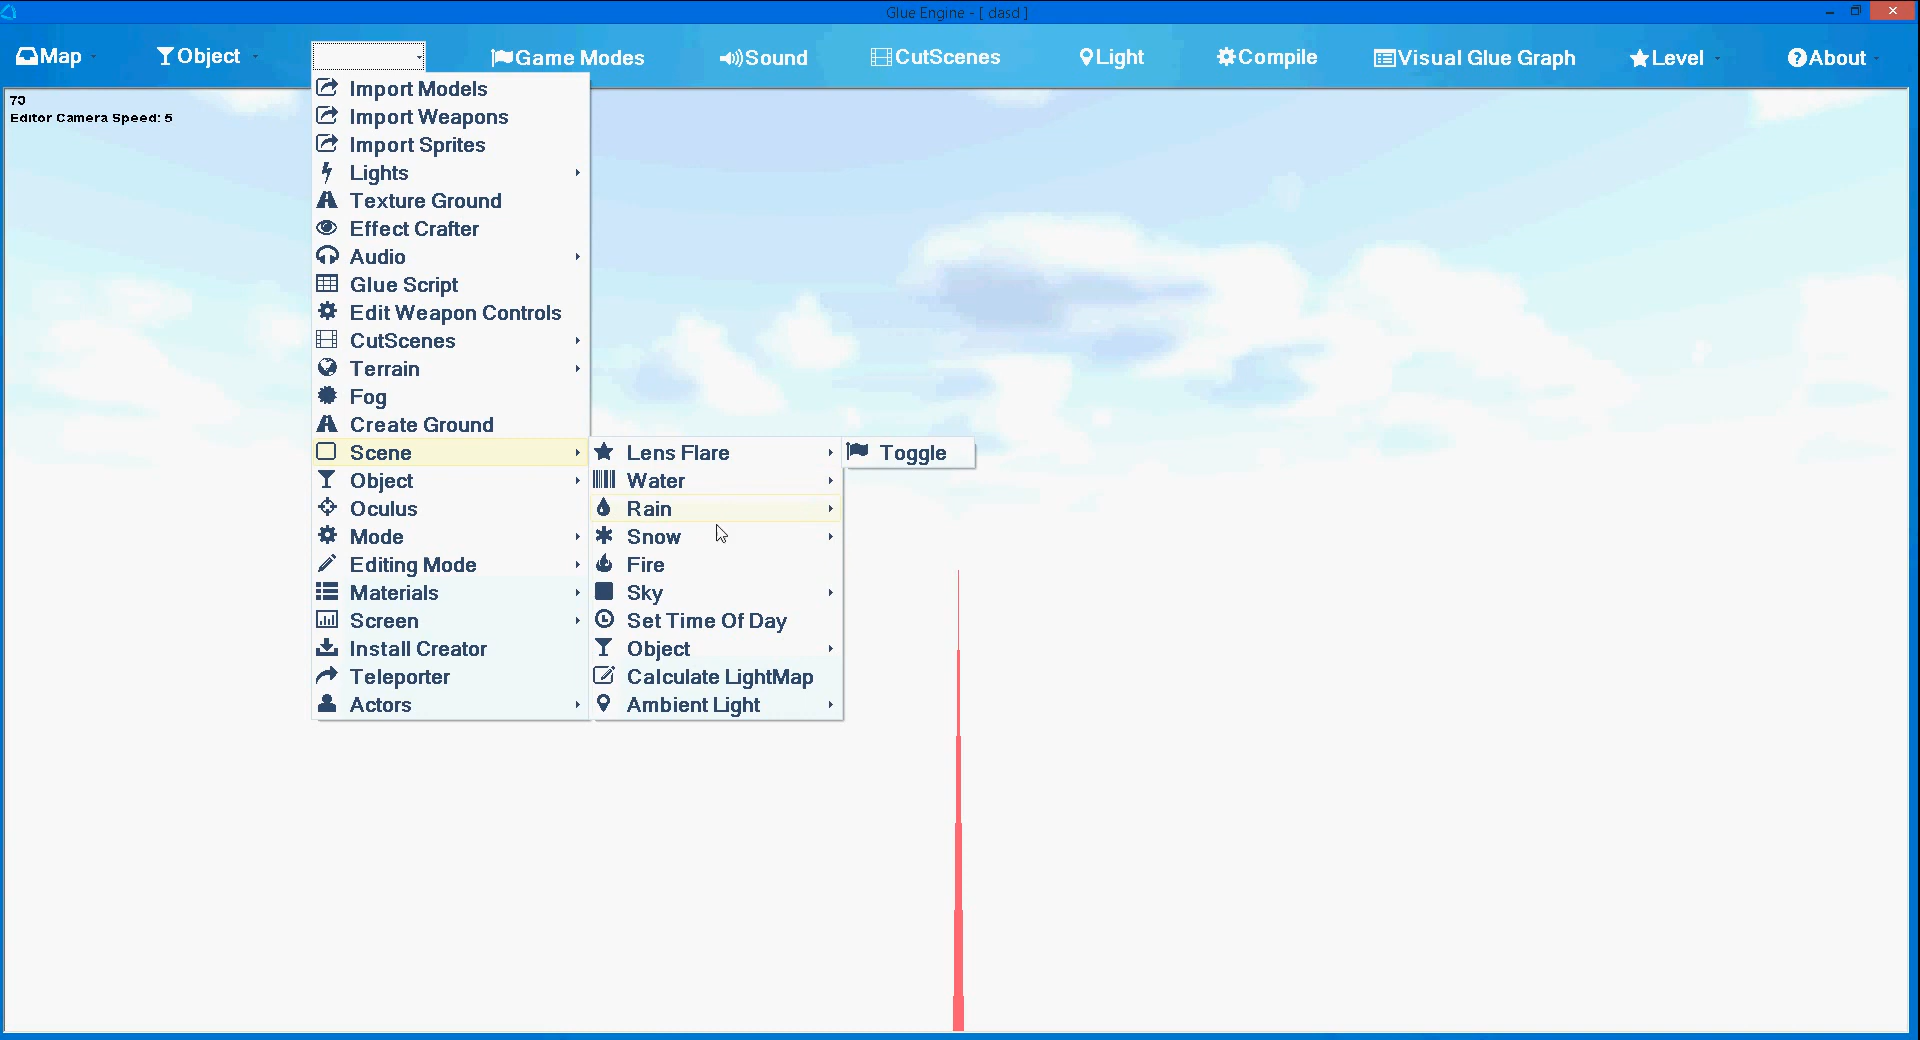 Glue Engine - [ dasd ]
Map
Object
Game Modes
Sound
CutScenes
Light
Compile
Visual Glue Graph
Level
About
Editor Camera Speed: 5
Import Models
Import Weapons
Import Sprites
Lights
Texture Ground
Effect Crafter
Audio
Glue Script
Edit Weapon Controls
CutScenes
Terrain
Fog
Create Ground
Scene
Object
Oculus
Mode
Editing Mode
Materials
Screen
Install Creator
Teleporter
Actors
Lens Flare
Water
Rain
Snow
Fire
Sky
Set Time Of Day
Object
Calculate LightMap
Ambient Light
Toggle